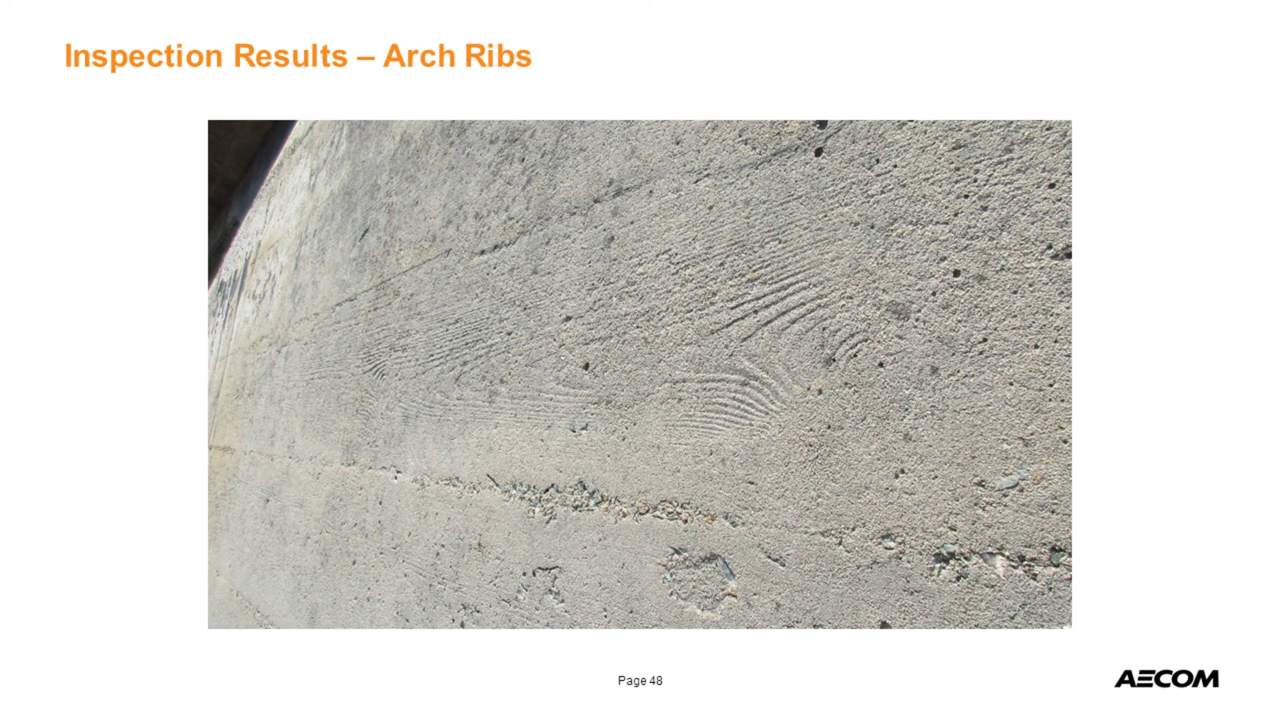 Inspection Results – Arch Ribs
Page 48
AECOM